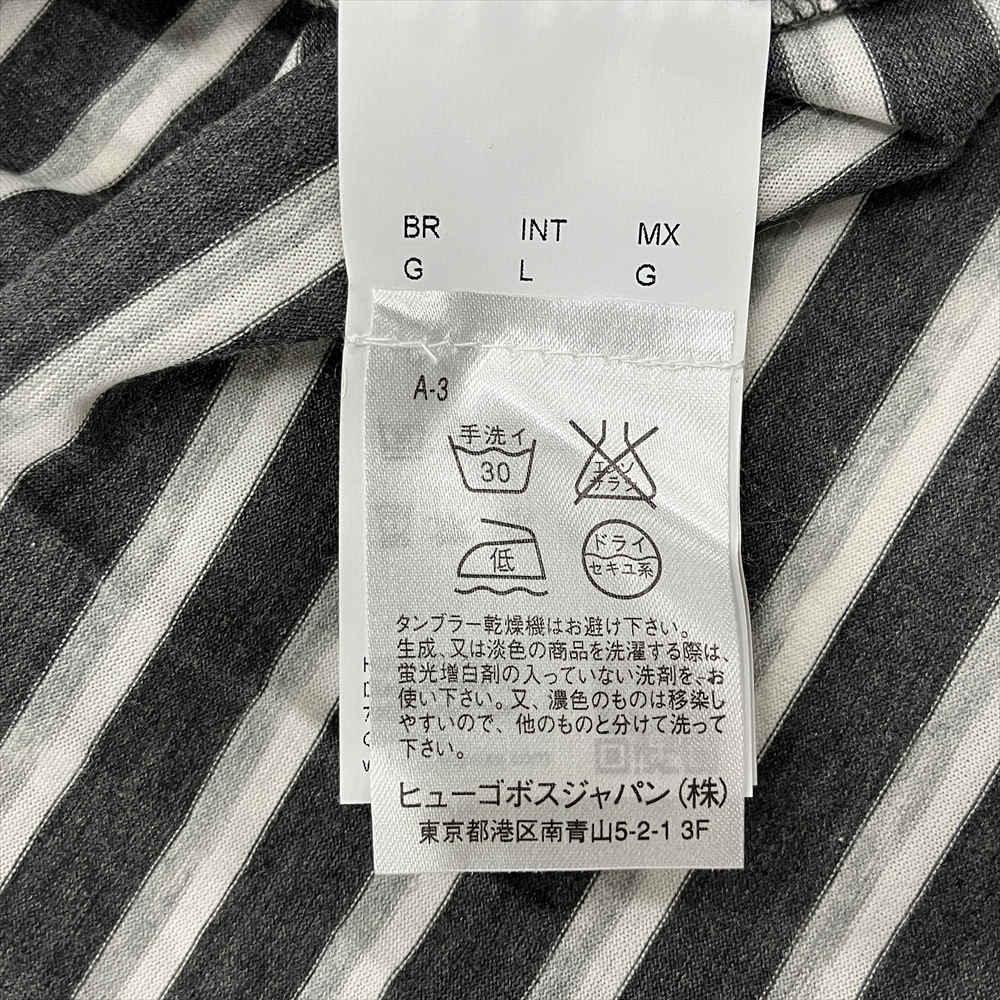 BR INT MX
G L G
A-3
手洗イ
30
エンソ
サラシ
低
ドライ
セキユ系
タンブラー乾燥機はお避け下さい。
生成、又は淡色の商品を洗濯する際は、
蛍光増白剤の入っていない洗剤を、お
使い下さい。又、濃色のものは移染し
やすいので、他のものと分けて洗って
下さい。
ヒューゴボスジャパン(株)
東京都港区南青山5-2-1 3F